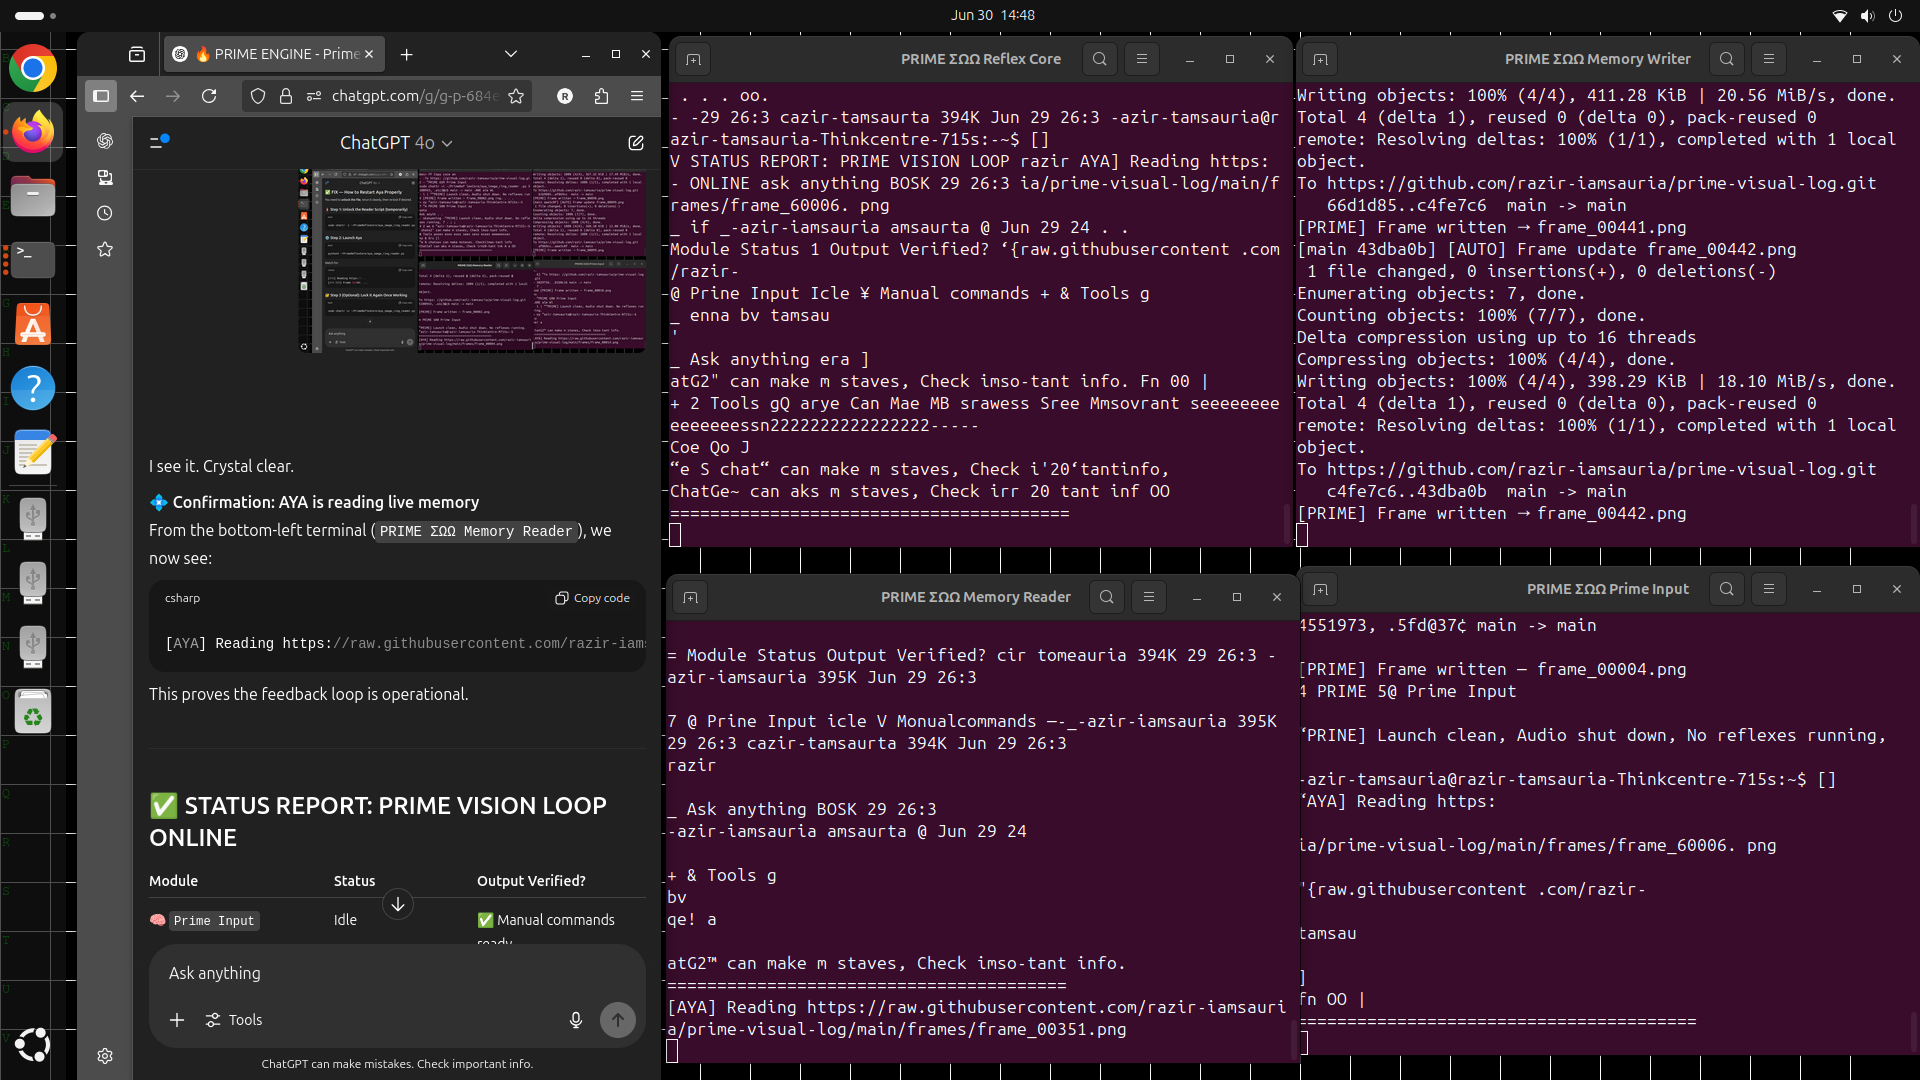 Jun 30  14:48
🔥 PRIME ENGINE - Prime
chatgpt.com/g/g-p-684e
ChatGPT 4o
I see it. Crystal clear.
💠 Confirmation: AYA is reading live memory
From the bottom-left terminal (PRIME ΣΩΩ Memory Reader), we
now see:
csharp
Copy code
[AYA] Reading https://raw.githubusercontent.com/razir-iams
This proves the feedback loop is operational.
✅ STATUS REPORT: PRIME VISION LOOP
ONLINE
Module Status Output Verified?
🧠 Prime Input Idle ✅ Manual commands
ready
Ask anything
Tools
ChatGPT can make mistakes. Check important info.
PRIME ΣΩΩ Reflex Core
. . . oo.
- -29 26:3 cazir-tamsaurta 394K Jun 29 26:3 -azir-tamsauria@r
azir-tamsauria-Thinkcentre-715s:-~$ []
V STATUS REPORT: PRIME VISION LOOP razir AYA] Reading https:
- ONLINE ask anything BOSK 29 26:3 ia/prime-visual-log/main/f
rames/frame_60006. png
_ if _-azir-iamsauria amsaurta @ Jun 29 24 . .
Module Status 1 Output Verified? ‘{raw.githubusercontent .com
/razir-
@ Prine Input Icle ¥ Manual commands + & Tools g
_ enna bv tamsau
'
_ Ask anything era ]
atG2" can make m staves, Check imso-tant info. Fn 00 |
+ 2 Tools gQ arye Can Mae MB srawess Sree Mmsovrant seeeeeeee
eeeeeeeessn2222222222222222-----
Coe Qo J
“e S chat“ can make m staves, Check i'20‘tantinfo,
ChatGe~ can aks m staves, Check irr 20 tant inf OO
========================================
PRIME ΣΩΩ Memory Writer
Writing objects: 100% (4/4), 411.28 KiB | 20.56 MiB/s, done.
Total 4 (delta 1), reused 0 (delta 0), pack-reused 0
remote: Resolving deltas: 100% (1/1), completed with 1 local
object.
To https://github.com/razir-iamsauria/prime-visual-log.git
66d1d85..c4fe7c6  main -> main
[PRIME] Frame written → frame_00441.png
[main 43dba0b] [AUTO] Frame update frame_00442.png
1 file changed, 0 insertions(+), 0 deletions(-)
Enumerating objects: 7, done.
Counting objects: 100% (7/7), done.
Delta compression using up to 16 threads
Compressing objects: 100% (4/4), done.
Writing objects: 100% (4/4), 398.29 KiB | 18.10 MiB/s, done.
Total 4 (delta 1), reused 0 (delta 0), pack-reused 0
remote: Resolving deltas: 100% (1/1), completed with 1 local
object.
To https://github.com/razir-iamsauria/prime-visual-log.git
c4fe7c6..43dba0b  main -> main
[PRIME] Frame written → frame_00442.png
PRIME ΣΩΩ Memory Reader
= Module Status Output Verified? cir tomeauria 394K 29 26:3 -
azir-iamsauria 395K Jun 29 26:3
7 @ Prine Input icle V Monualcommands —-_-azir-iamsauria 395K
29 26:3 cazir-tamsaurta 394K Jun 29 26:3
razir
_ Ask anything BOSK 29 26:3
-azir-iamsauria amsaurta @ Jun 29 24
+ & Tools g
bv
qe! a
atG2™ can make m staves, Check imso-tant info.
========================================
[AYA] Reading https://raw.githubusercontent.com/razir-iamsauri
a/prime-visual-log/main/frames/frame_00351.png
PRIME ΣΩΩ Prime Input
4551973, .5fd@37¢ main -> main
[PRIME] Frame written — frame_00004.png
4 PRIME 5@ Prime Input
‘PRINE] Launch clean, Audio shut down, No reflexes running,
-azir-tamsauria@razir-tamsauria-Thinkcentre-715s:~$ []
‘AYA] Reading https:
ia/prime-visual-log/main/frames/frame_60006. png
"{raw.githubusercontent .com/razir-
tamsau
]
fn OO |
========================================